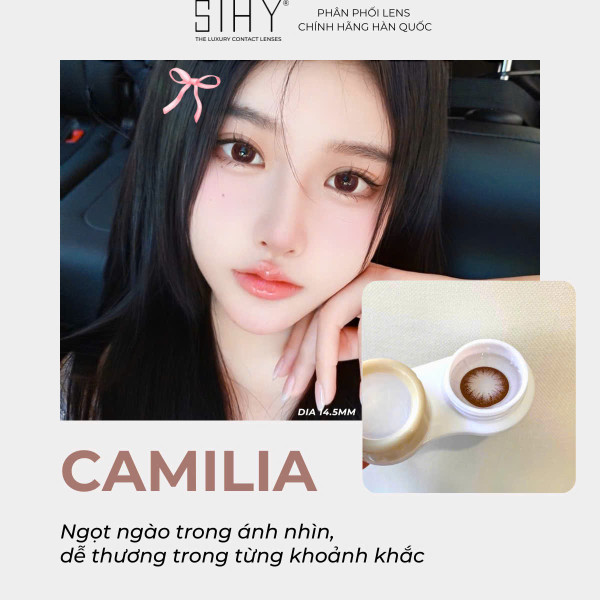 SIHY®
THE LUXURY CONTACT LENSES
PHÂN PHỐI LENS
CHÍNH HÃNG HÀN QUỐC
DIA 14.5MM
CAMILIA
Ngọt ngào trong ánh nhìn,
dễ thương trong từng khoảnh khắc